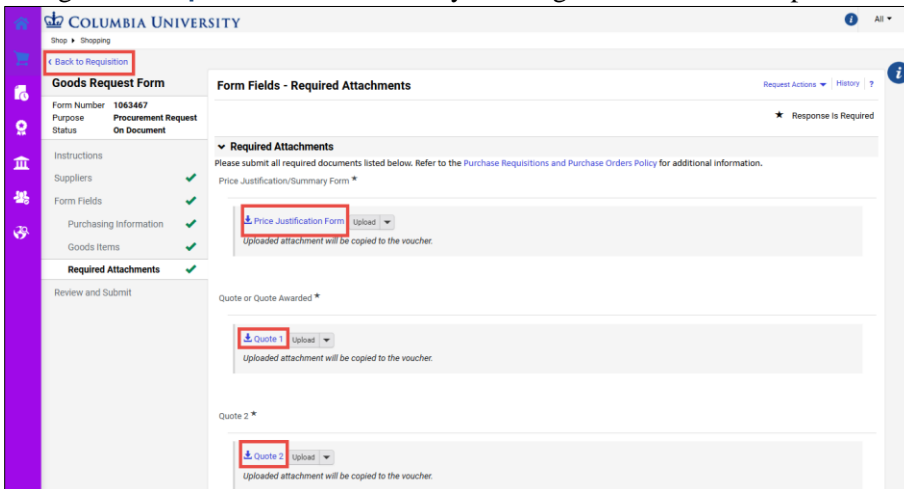 COLUMBIA UNIVERSITY
All
Shop Shopping
Back to Requisition
Goods Request Form
Form Number 1063467
Purpose Procurement Request
Status On Document
Instructions
Suppliers
Form Fields
Purchasing Information
Goods Items
Required Attachments
Review and Submit
Form Fields - Required Attachments
Request Actions History ?
★ Response Is Required
Required Attachments
Please submit all required documents listed below. Refer to the Purchase Requisitions and Purchase Orders Policy for additional information.
Price Justification/Summary Form ★
Price Justification Form Upload
Uploaded attachment will be copied to the voucher.
Quote or Quote Awarded ★
Quote 1 Upload
Uploaded attachment will be copied to the voucher.
Quote 2 ★
Quote 2 Upload
Uploaded attachment will be copied to the voucher.